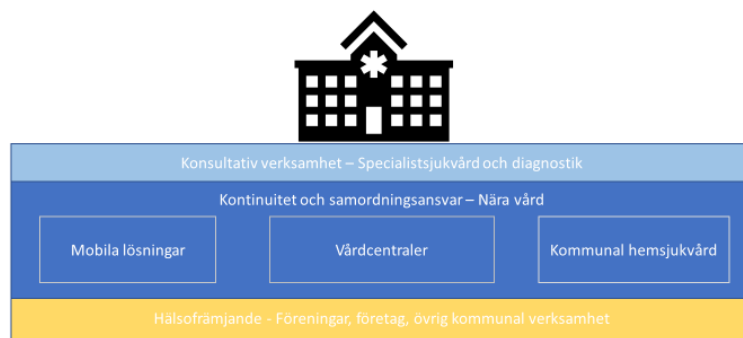 Konsultativ verksamhet – Specialistsjukvård och diagnostik
Kontinuitet och samordningsansvar – Nära vård
Mobila lösningar
Vårdcentraler
Kommunal hemsjukvård
Hälsofrämjande - Föreningar, företag, övrig kommunal verksamhet